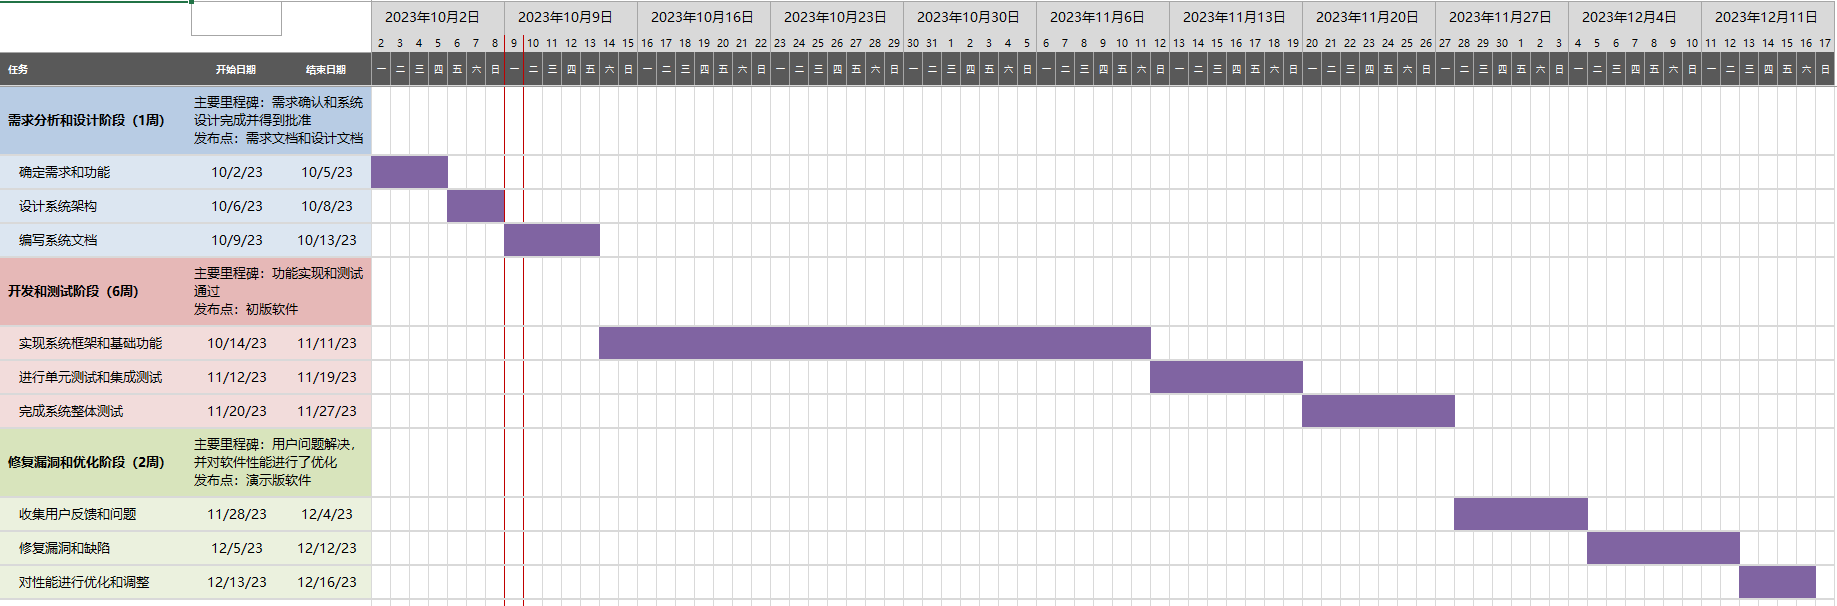 2023年10月2日 2023年10月9日 2023年10月16日 2023年10月23日 2023年10月30日 2023年11月6日 2023年11月13日 2023年11月20日 2023年11月27日 2023年12月4日 2023年12月11日
2 3 4 5 6 7 8 9 10 11 12 13 14 15 16 17 18 19 20 21 22 23 24 25 26 27 28 29 30 31 1 2 3 4 5 6 7 8 9 10 11 12 13 14 15 16 17 18 19 20 21 22 23 24 25 26 27 28 29 30 1 2 3 4 5 6 7 8 9 10 11 12 13 14 15 16 17
任务 开始日期 结束日期 一 二 三 四 五 六 日 一 二 三 四 五 六 日 一 二 三 四 五 六 日 一 二 三 四 五 六 日 一 二 三 四 五 六 日 一 二 三 四 五 六 日 一 二 三 四 五 六 日 一 二 三 四 五 六 日 一 二 三 四 五 六 日 一 二 三 四 五 六 日 一 二 三 四 五 六 日
需求分析和设计阶段（1周）
主要里程碑：需求确认和系统
设计完成并得到批准
发布点：需求文档和设计文档
确定需求和功能 10/2/23 10/5/23
设计系统架构 10/6/23 10/8/23
编写系统文档 10/9/23 10/13/23
开发和测试阶段（6周）
主要里程碑：功能实现和测试
通过
发布点：初版软件
实现系统框架和基础功能 10/14/23 11/11/23
进行单元测试和集成测试 11/12/23 11/19/23
完成系统整体测试 11/20/23 11/27/23
修复漏洞和优化阶段（2周）
主要里程碑：用户问题解决，
并对软件性能进行了优化
发布点：演示版软件
收集用户反馈和问题 11/28/23 12/4/23
修复漏洞和缺陷 12/5/23 12/12/23
对性能进行优化和调整 12/13/23 12/16/23